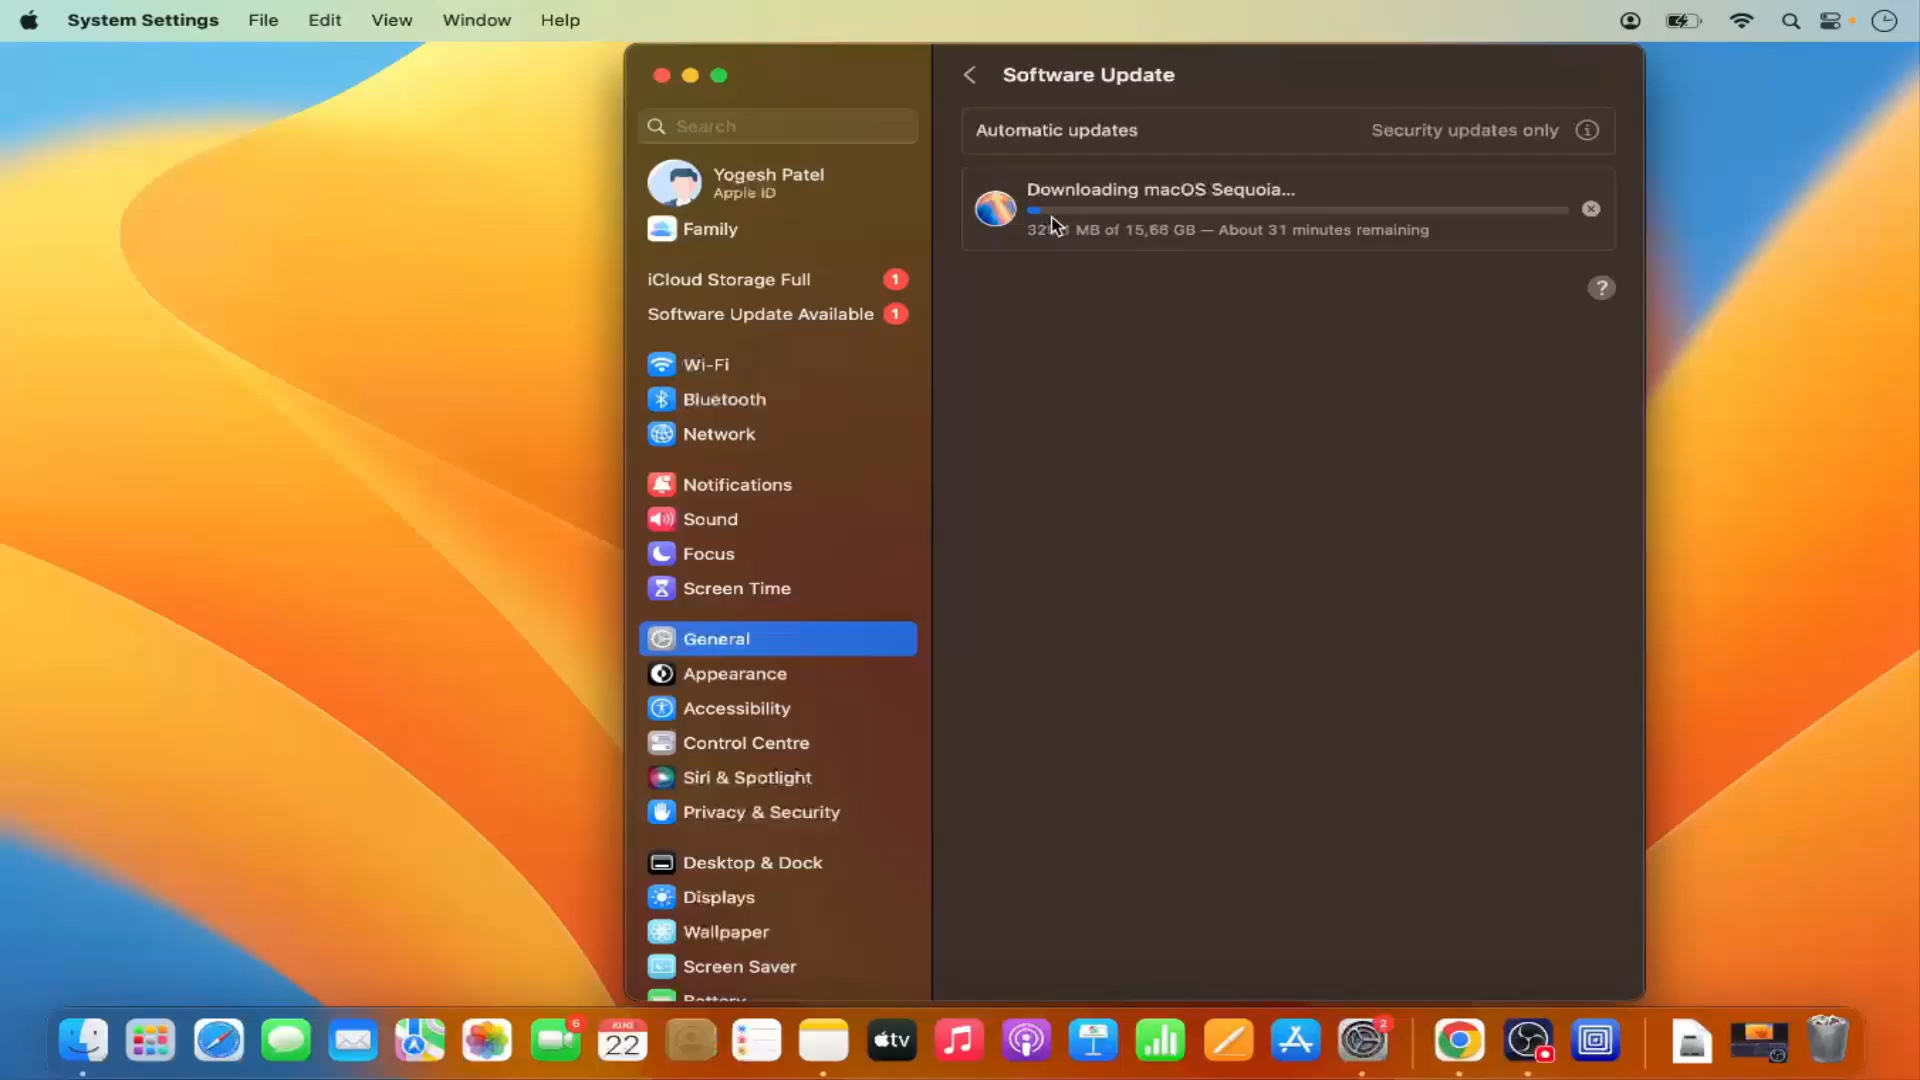 System Settings File Edit View Window Help
Software Update
Search
Automatic updates Security updates only
Yogesh Patel
Apple ID
Downloading macOS Sequoia...
MB of 15,66 GB — About 31 minutes remaining
Family
iCloud Storage Full 1
Software Update Available 1
?
Wi-Fi
Bluetooth
Network
Notifications
Sound
Focus
Screen Time
General
Appearance
Accessibility
Control Centre
Siri & Spotlight
Privacy & Security
Desktop & Dock
Displays
Wallpaper
Screen Saver
Battery
6
2
22
tv